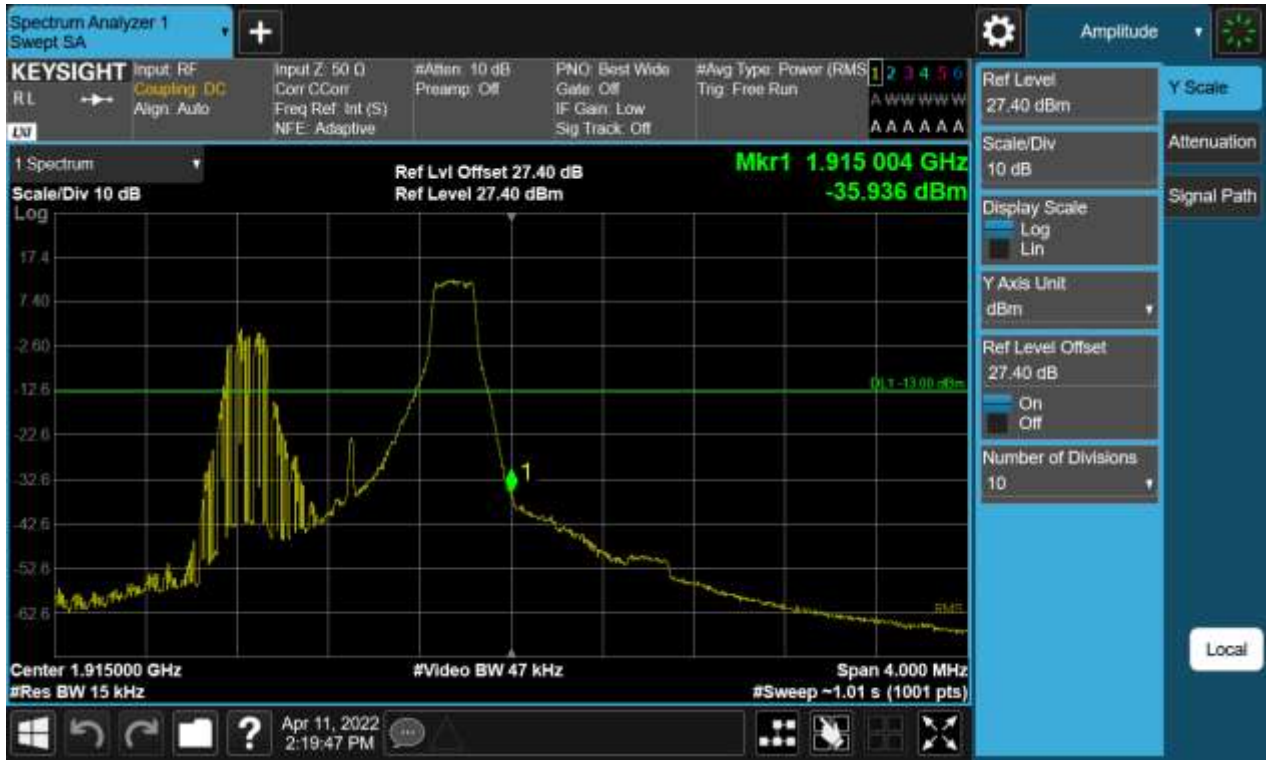 Spectrum Analyzer 1
Swept SA
+
Amplitude
KEYSIGHT
RL
LXI
Input: RF
Coupling: DC
Align: Auto
Input Z: 50 Ω
Corr CCorr
Freq Ref: Int (S)
NFE: Adaptive
#Atten: 10 dB
Preamp: Off
PNO: Best Wide
Gate: Off
IF Gain: Low
Sig Track: Off
#Avg Type: Power (RMS
Trig: Free Run
1 2 3 4 5 6
A W W W W W
A A A A A A
1 Spectrum
Scale/Div 10 dB
Log
Ref Lvl Offset 27.40 dB
Ref Level 27.40 dBm
Mkr1 1.915 004 GHz
-35.936 dBm
17.4
7.40
-2.60
-12.6
-22.6
-32.6
-42.6
-52.6
-62.6
DL1 -13.00 dBm
1
RMS
Center 1.915000 GHz
#Res BW 15 kHz
#Video BW 47 kHz
Span 4.000 MHz
#Sweep ~1.01 s (1001 pts)
Ref Level
27.40 dBm
Scale/Div
10 dB
Display Scale
Log
Lin
Y Axis Unit
dBm
Ref Level Offset
27.40 dB
On
Off
Number of Divisions
10
Y Scale
Attenuation
Signal Path
Local
?
Apr 11, 2022
2:19:47 PM